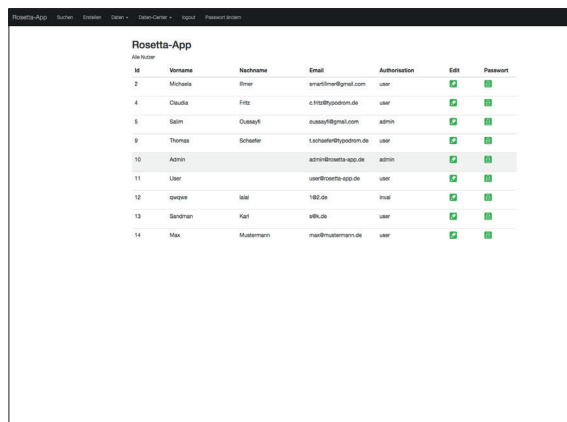 Rosetta-App Suchen Erstellen Daten Daten-Center logout Passwort ändern
Rosetta-App
Alle Nutzer
Id Vorname Nachname Email Authorisation Edit Passwort
2 Michaela Illmer user
4 Claudia Fritz c.fritz@typodrom.de user
5 Salim Oussayfi oussayfi@gmail.com admin
9 Thomas Schaefer t.schaefer@typodrom.de user
10 Admin admin@rosetta-app.de admin
11 User user@rosetta-app.de user
12 qwqwe lalal 1@2.de inval
13 Sandman Karl s@k.de user
14 Max Mustermann max@mustermann.de user